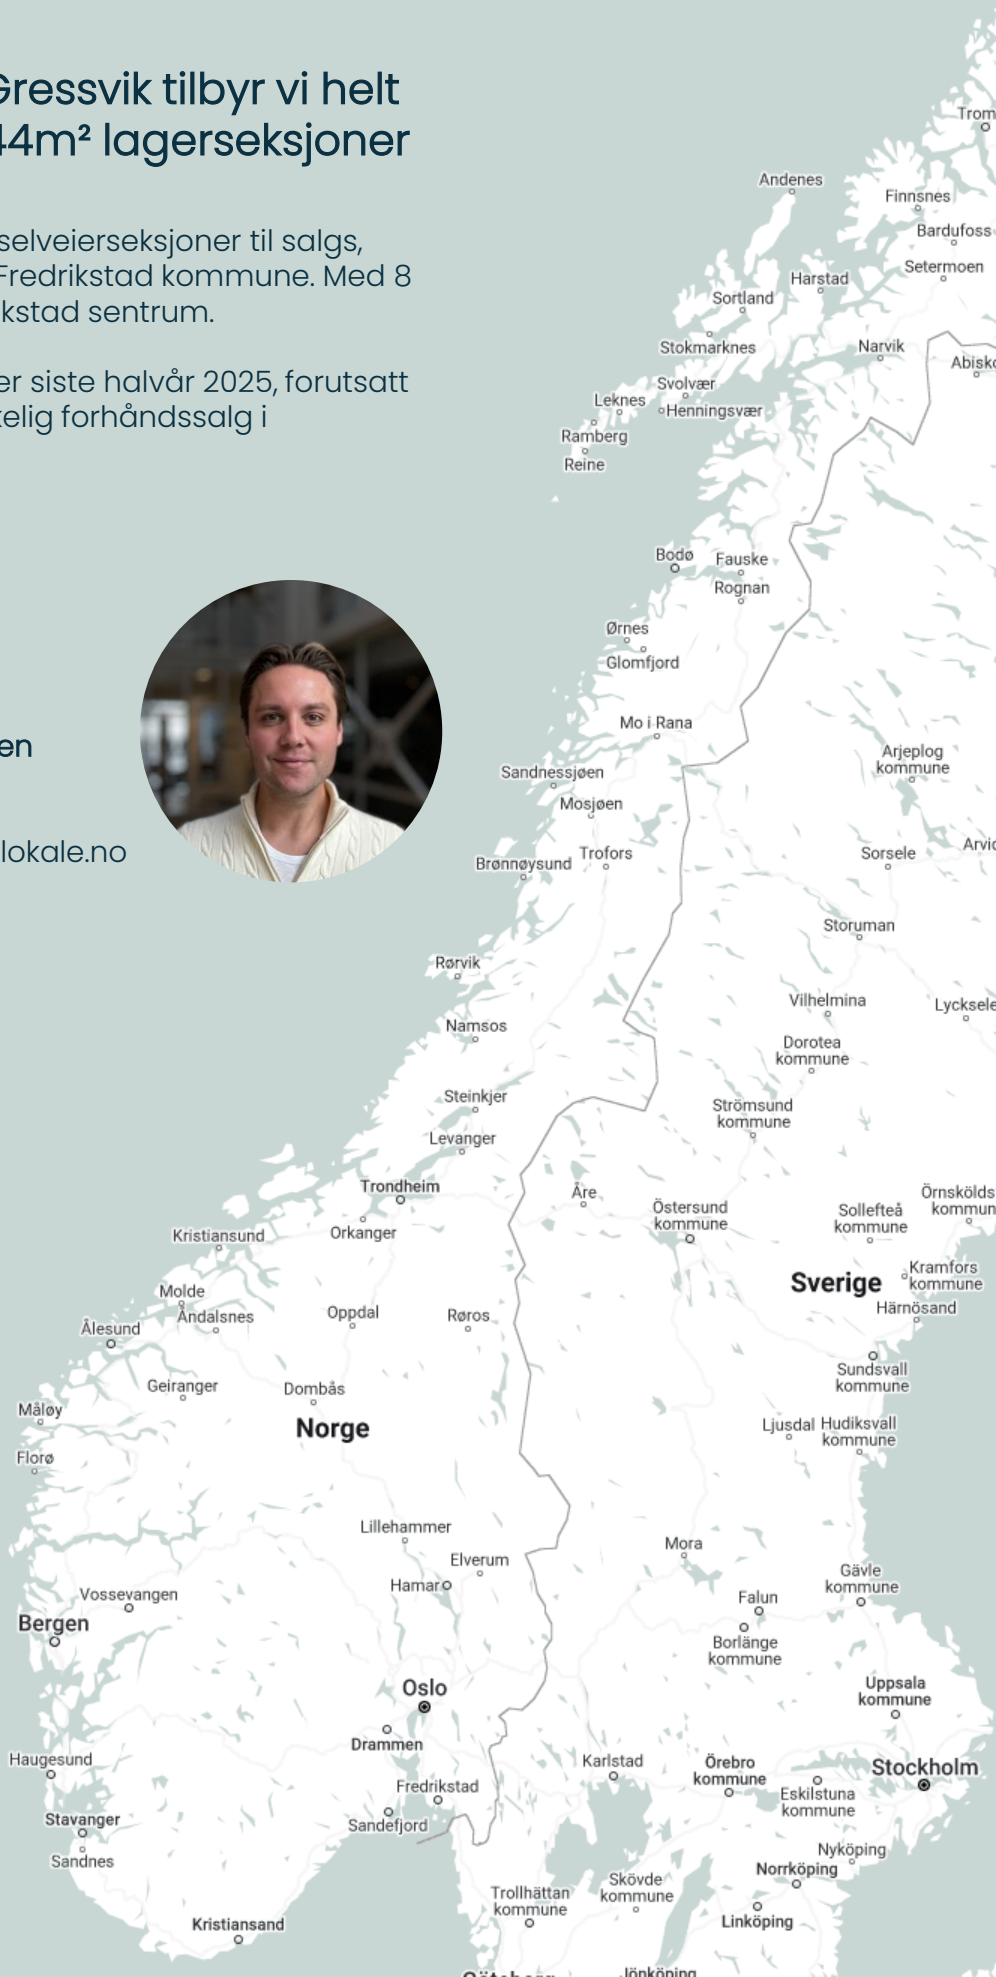 Gressvik tilbyr vi helt
44m² lagerseksjoner
selveierseksjoner til salgs,
Fredrikstad kommune. Med 8
kstad sentrum.
er siste halvår 2025, forutsatt
kelig forhåndssalg i
en
lokale.no
Trom
Andenes
Finnsnes
Bardufoss
Setermoen
Harstad
Sortland
Stokmarknes
Narvik
Abisko
Svolvær
Leknes
Henningsvær
Ramberg
Reine
Bodø
Fauske
Rognan
Ørnes
Glomfjord
Mo i Rana
Arjeplog
kommune
Sandnessjøen
Mosjøen
Trofors
Brønnøysund
Sorsele
Arvid
Storuman
Rørvik
Vilhelmina
Lycksele
Namsos
Dorotea
kommune
Steinkjer
Strömsund
kommune
Levanger
Trondheim
Åre
Örnskölds
kommun
Östersund
kommune
Sollefteå
kommune
Kristiansund
Orkanger
Kramfors
kommune
Sverige
Molde
Åndalsnes
Oppdal
Røros
Härnösand
Ålesund
Sundsvall
kommune
Geiranger
Dombås
Måløy
Norge
Ljusdal
Hudiksvall
kommune
Florø
Lillehammer
Mora
Elverum
Hamar
Gävle
kommune
Vossevangen
Falun
Bergen
Borlänge
kommune
Oslo
Uppsala
kommune
Drammen
Haugesund
Karlstad
Örebro
kommune
Stockholm
Fredrikstad
Eskilstuna
kommune
Stavanger
Sandefjord
Sandnes
Nyköping
Norrköping
Skövde
kommune
Trollhättan
kommune
Kristiansand
Linköping
Göteborg
Jönköping